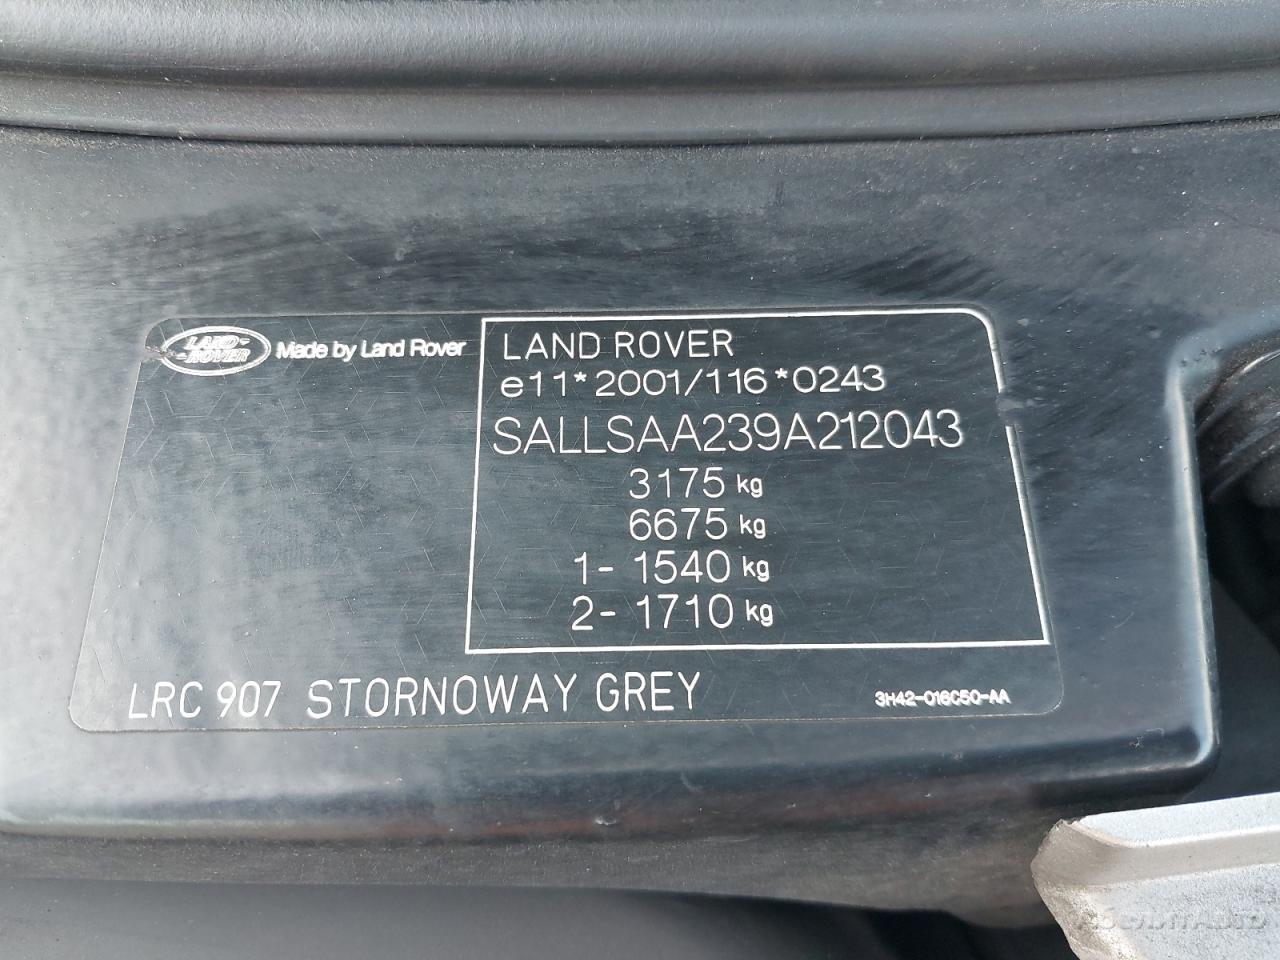 LAND-
-ROVER
Made by Land Rover
LAND ROVER
e11*2001/116*0243
SALLSAA239A212043
3175 kg
6675 kg
1- 1540 kg
2- 1710 kg
LRC 907 STORNOWAY GREY
3H42-016C50-AA